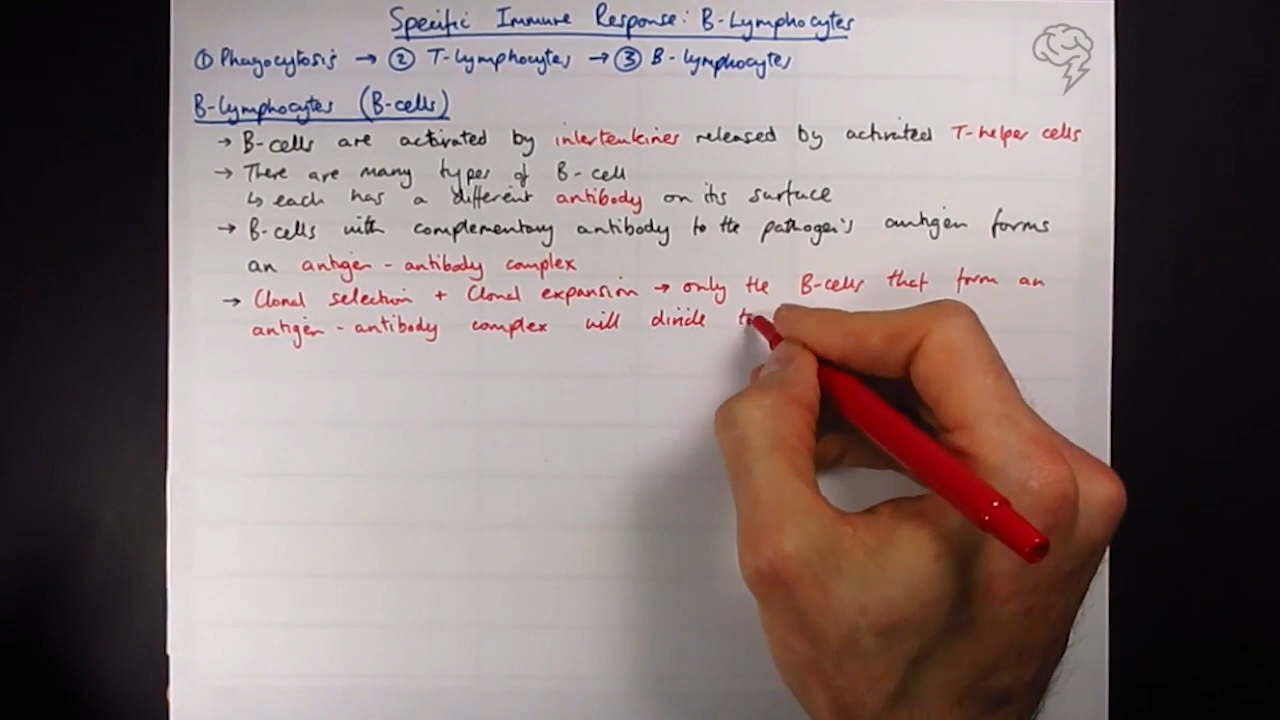 Specific Immune Response: B-Lymphocytes
① Phagocytosis → ② T-Lymphocytes → ③ B-Lymphocytes
B-Lymphocytes (B-cells)
→ B-cells are activated by interleukines released by activated T-helper cells
→ There are many types of B-cell
↳ each has a different antibody on its surface
→ B-cells with complementary antibody to the pathogen's antigen forms
an antigen-antibody complex
→ Clonal selection + Clonal expansion → only the B-cells that form an
antigen-antibody complex will divide to